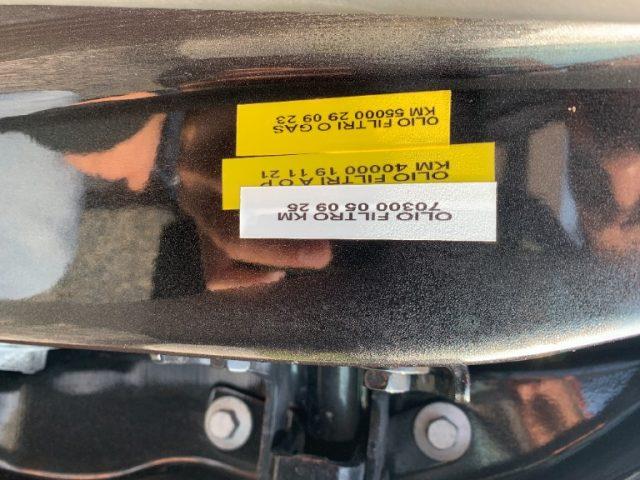 OLIO FILTRO KM
70300 05 09 25
OLIO FILTRI A O P
KM 40000 19 11 21
OLIO FILTRI O GAS
KM 55000 29 09 23